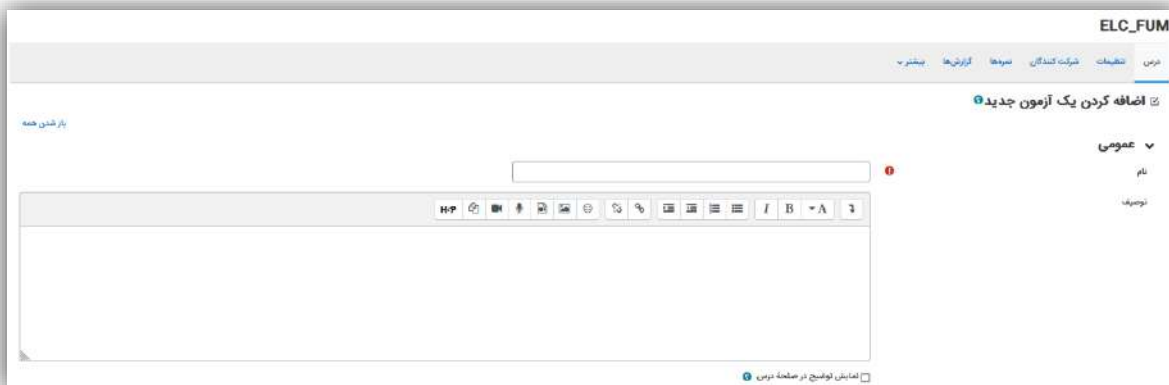 ELC_FUM
درس تنظیمات شرکت کنندگان نمره‌ها گزارش‌ها بیشتر
اضافه کردن یک آزمون جدید
باز شدن همه
عمومی
نام
توصیف
A B I H-P
نمایش توضیح در صفحهٔ درس